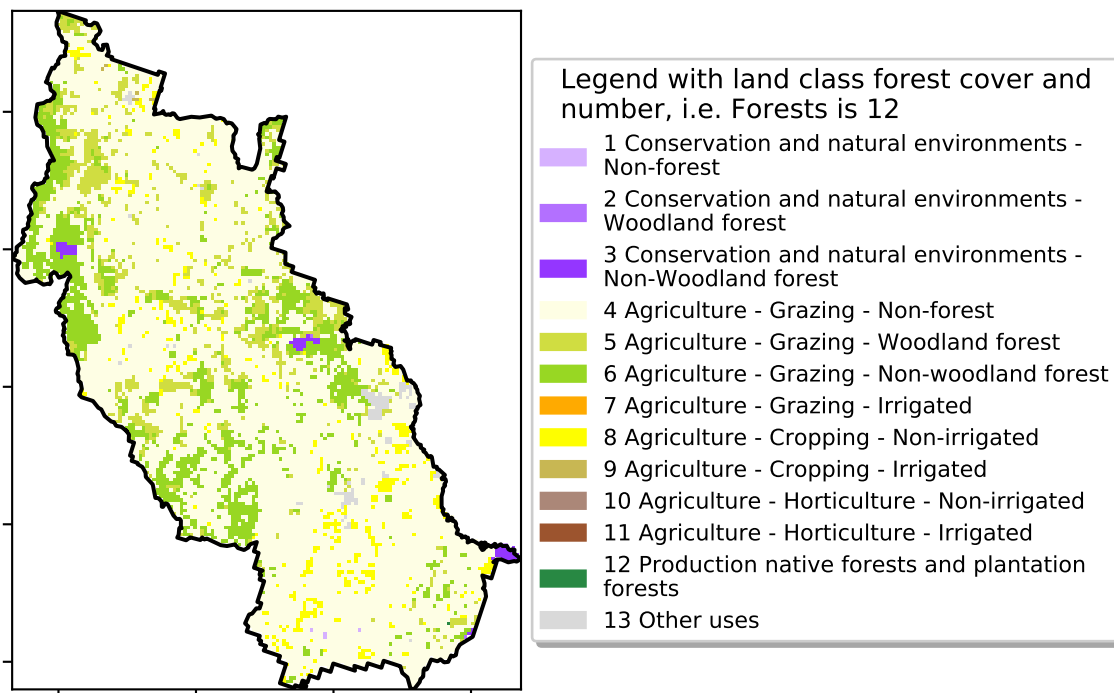 Legend with land class forest cover and
number, i.e. Forests is 12
1 Conservation and natural environments -
Non-forest
2 Conservation and natural environments -
Woodland forest
3 Conservation and natural environments -
Non-Woodland forest
4 Agriculture - Grazing - Non-forest
5 Agriculture - Grazing - Woodland forest
6 Agriculture - Grazing - Non-woodland forest
7 Agriculture - Grazing - Irrigated
8 Agriculture - Cropping - Non-irrigated
9 Agriculture - Cropping - Irrigated
10 Agriculture - Horticulture - Non-irrigated
11 Agriculture - Horticulture - Irrigated
12 Production native forests and plantation
forests
13 Other uses